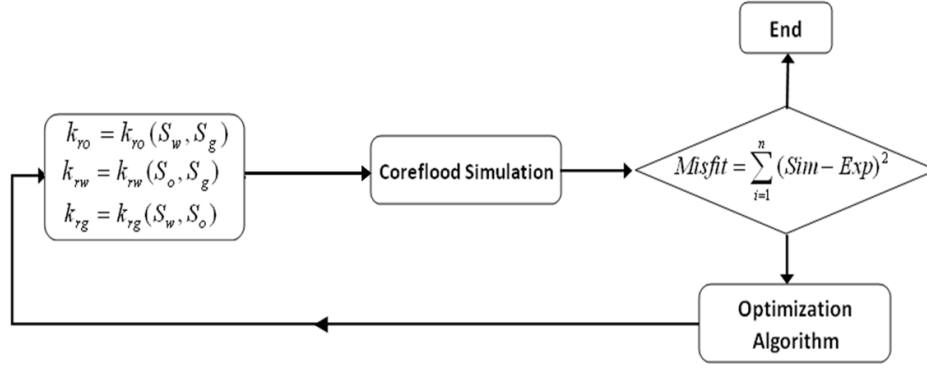 End
k_ro = k_ro (S_w, S_g)
k_rw = k_rw (S_o, S_g)
k_rg = k_rg (S_w, S_o)
Coreflood Simulation
Misfit = ∑_{i=1}^{n} (Sim − Exp)^2
Optimization
Algorithm